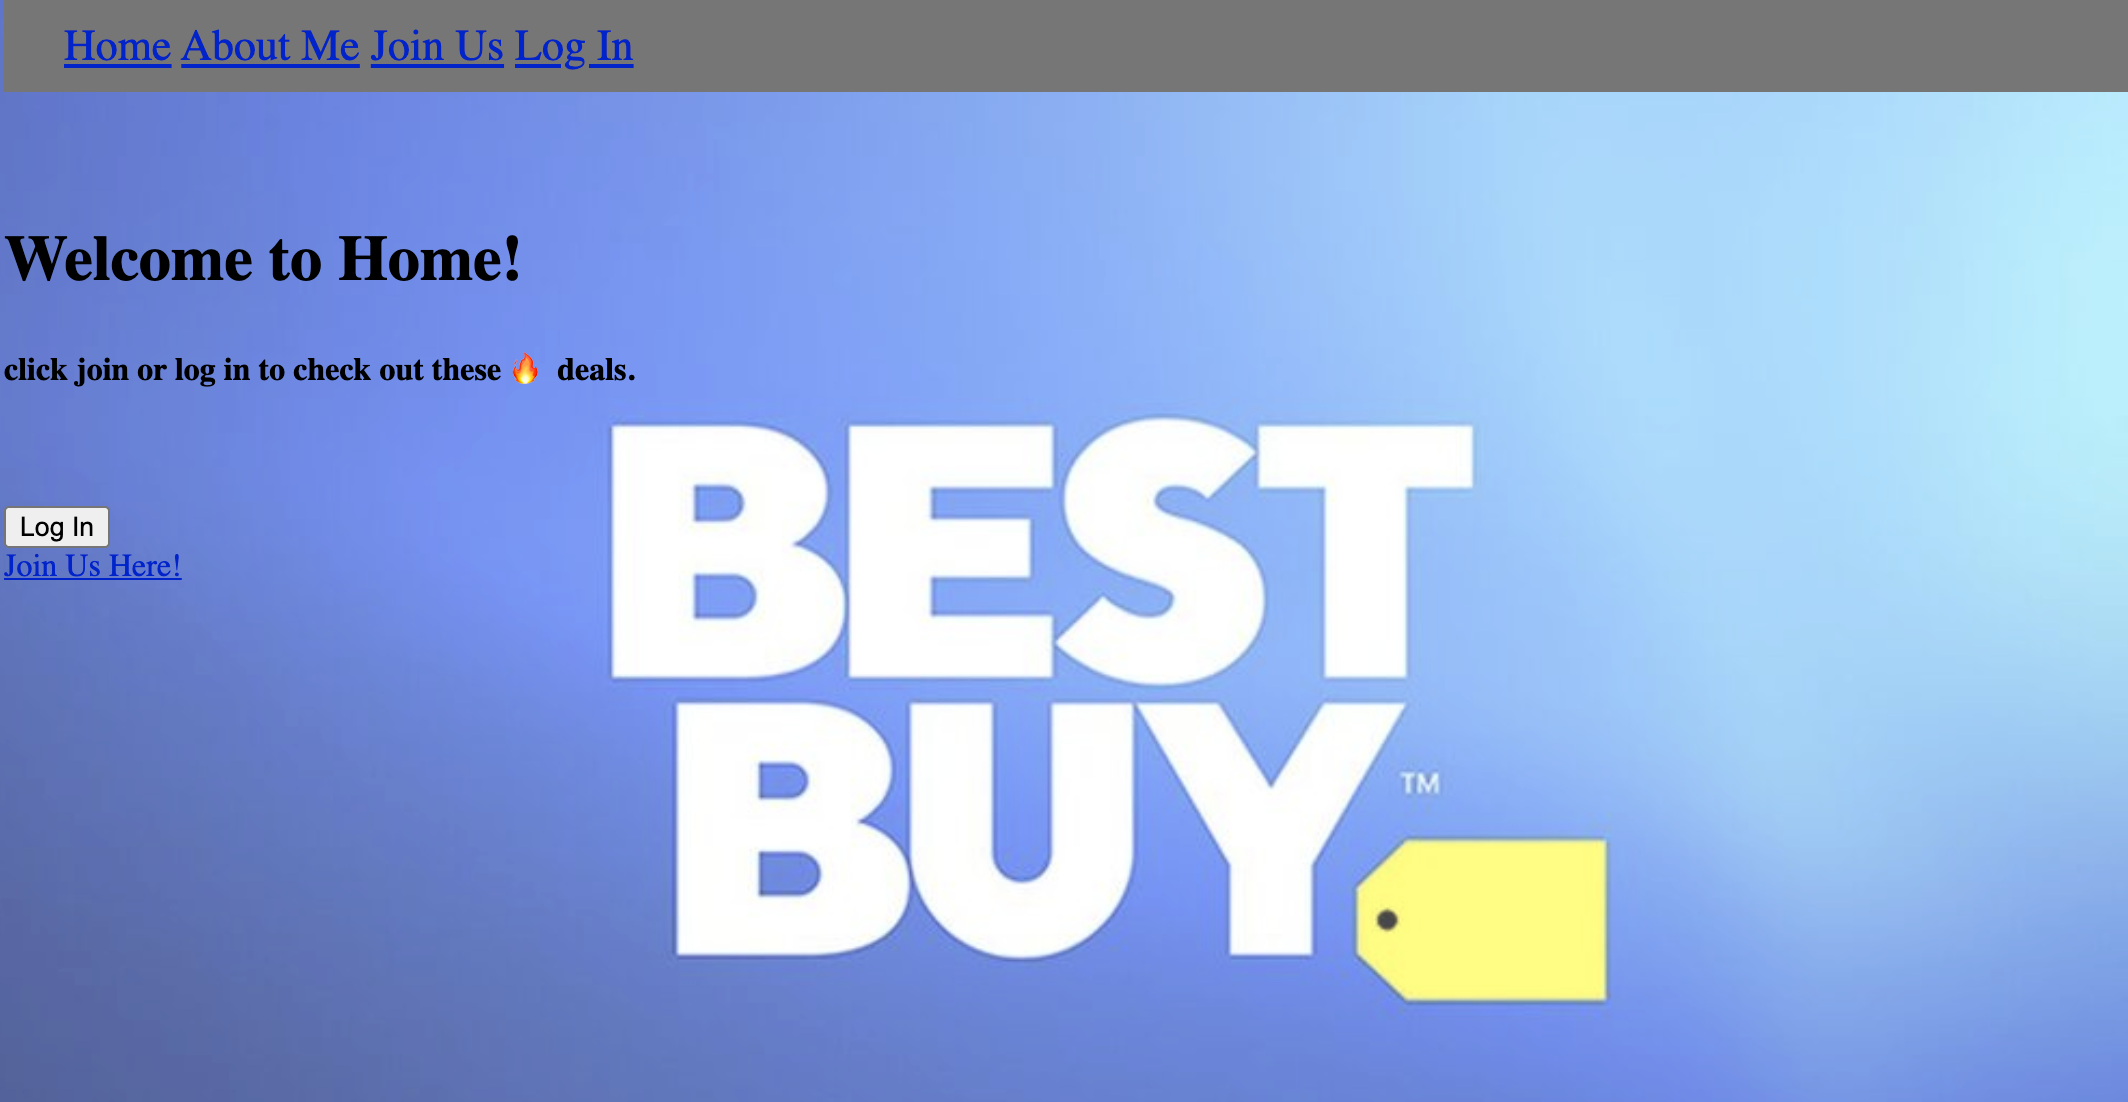 Home About Me Join Us Log In
Welcome to Home!
click join or log in to check out these 🔥 deals.
Log In
Join Us Here!
BEST
BUY
TM